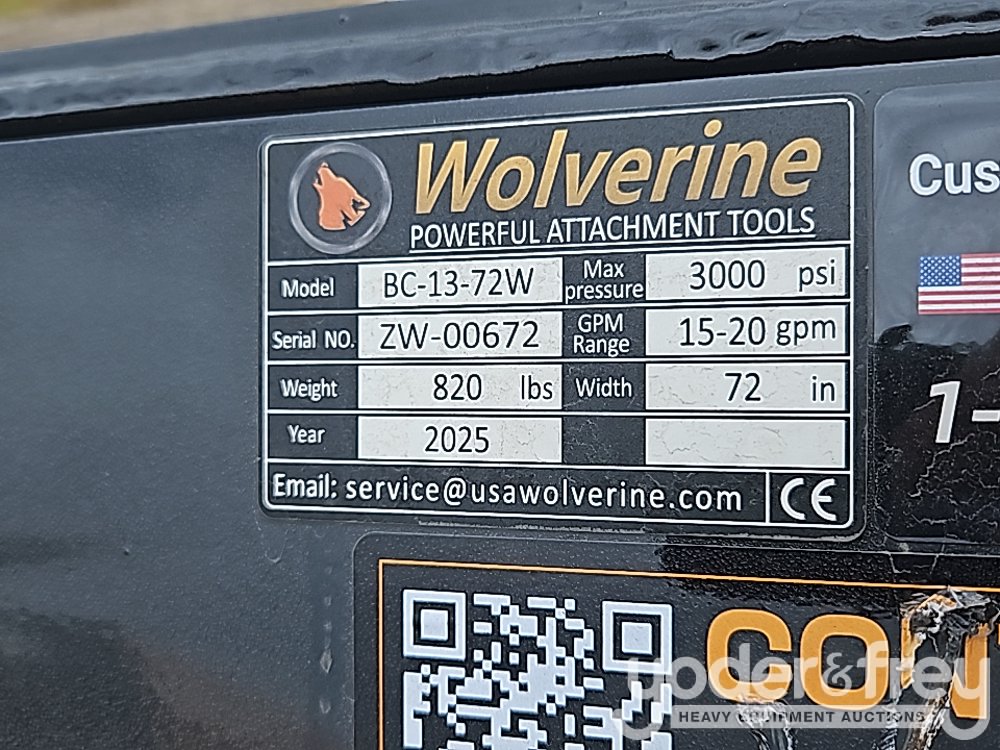 Wolverine
POWERFUL ATTACHMENT TOOLS
Model BC-13-72W Max pressure 3000 psi
Serial NO. ZW-00672 GPM Range 15-20 gpm
Weight 820 lbs Width 72 in
Year 2025
Email: service@usawolverine.com CE
Cus
1-
CON
yoder&frey
HEAVY EQUIPMENT AUCTIONS